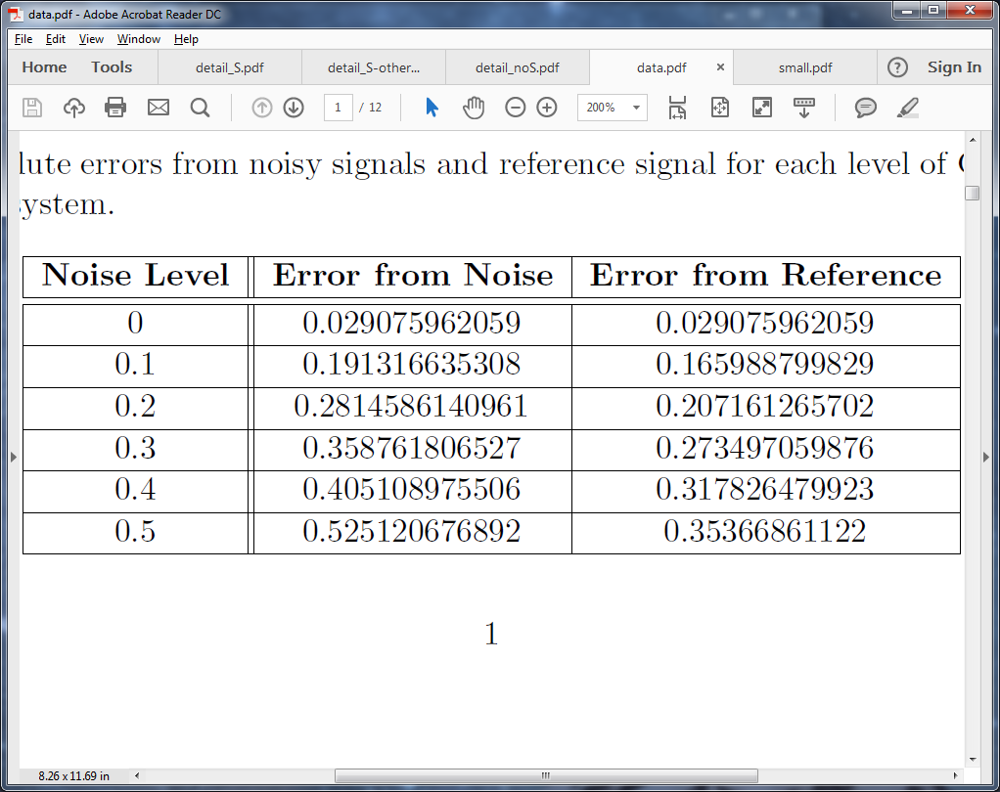 data.pdf - Adobe Acrobat Reader DC
File Edit View Window Help
Home Tools detail_S.pdf detail_S-other... detail_noS.pdf data.pdf × small.pdf ? Sign In
1 / 12 200%
lute errors from noisy signals and reference signal for each level of
system.
Noise Level Error from Noise Error from Reference
0 0.029075962059 0.029075962059
0.1 0.191316635308 0.165988799829
0.2 0.2814586140961 0.207161265702
0.3 0.358761806527 0.273497059876
0.4 0.405108975506 0.317826479923
0.5 0.525120676892 0.35366861122
1
8.26 x 11.69 in